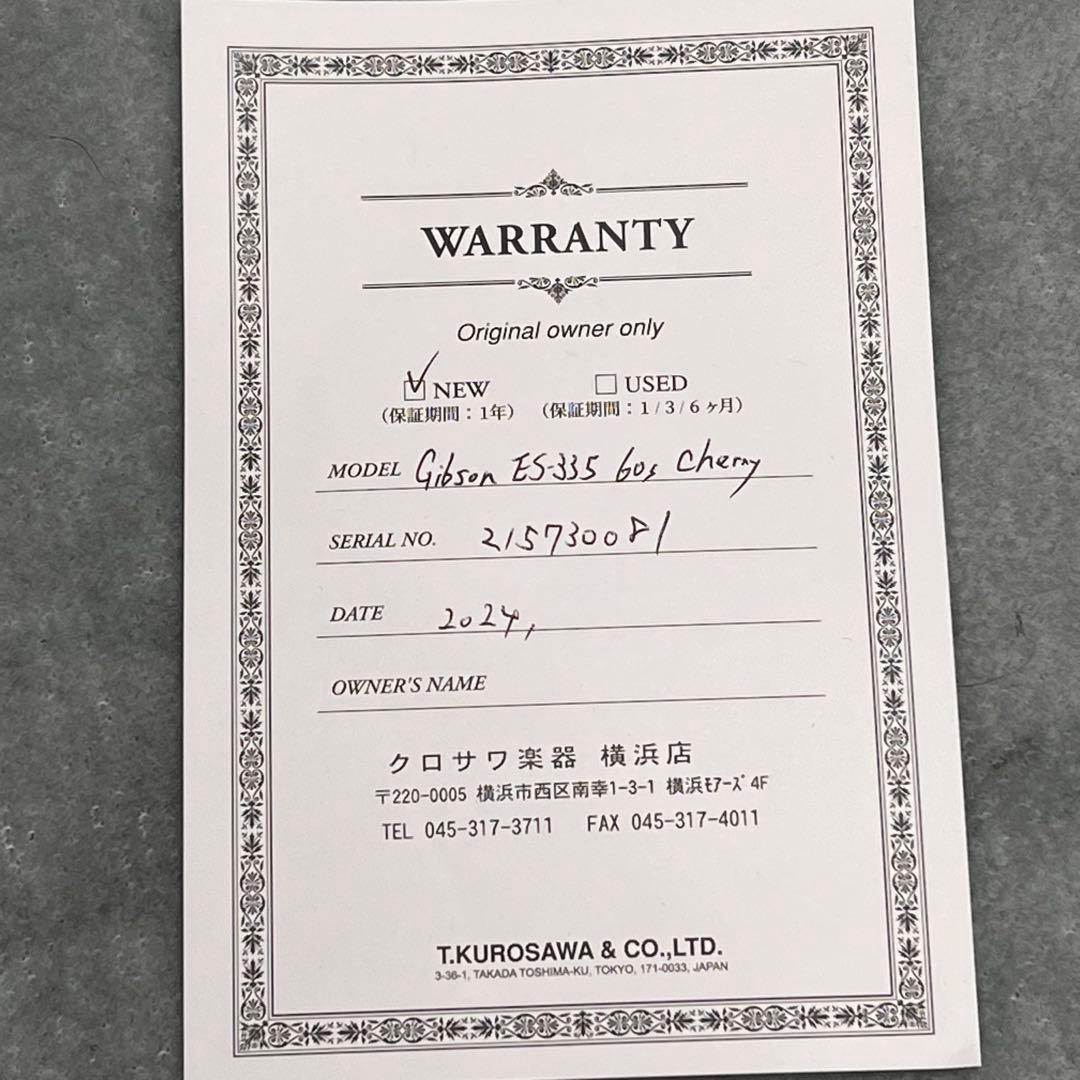 WARRANTY
Original owner only
✓ NEW □ USED
（保証期間：1年） （保証期間：1/3/6ヶ月）
MODEL Gibson ES-335 60s Cherry
SERIAL NO. 215730081
DATE 2024,
OWNER'S NAME
クロサワ楽器 横浜店
〒220-0005 横浜市西区南幸1-3-1 横浜ﾓｱｰｽﾞ 4F
TEL 045-317-3711 FAX 045-317-4011
T.KUROSAWA & CO.,LTD.
3-36-1, TAKADA TOSHIMA-KU, TOKYO, 171-0033, JAPAN